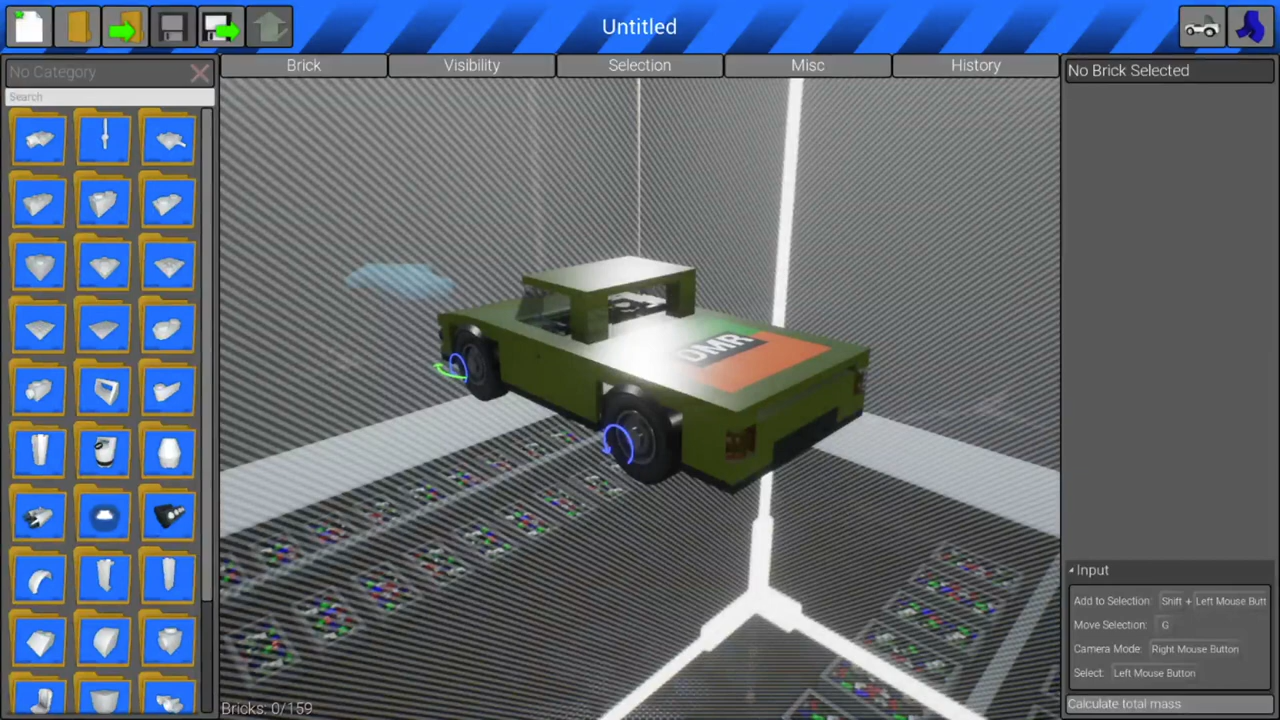 Untitled
No Category
Search
Brick
Visibility
Selection
Misc
History
No Brick Selected
DMR
Input
Add to Selection: Shift + Left Mouse Butt
Move Selection: G
Camera Mode: Right Mouse Button
Select: Left Mouse Button
Calculate total mass
Bricks: 0/159